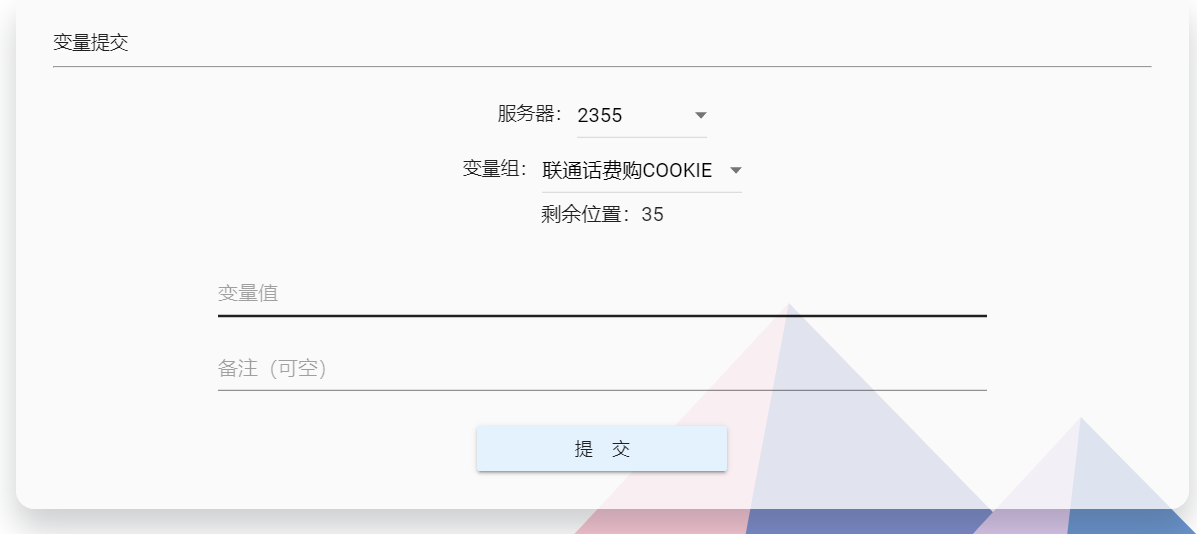 变量提交
服务器： 2355
变量组： 联通话费购COOKIE
剩余位置：35
变量值
备注（可空）
提 交